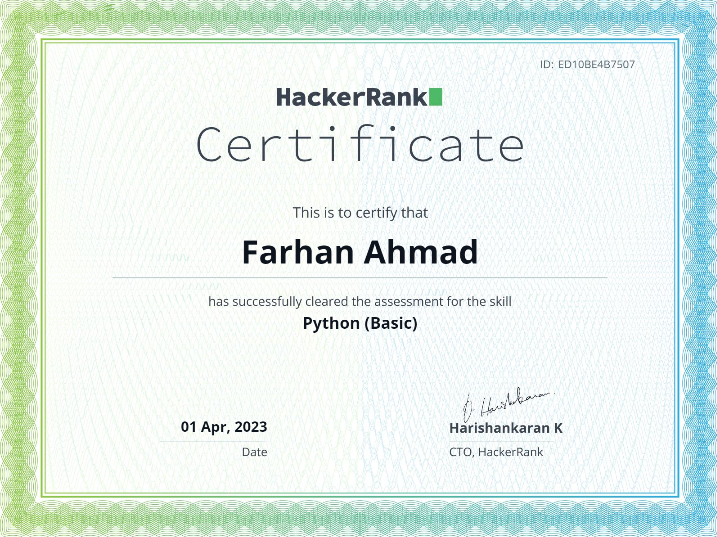 ID: ED10BE4B7507
HackerRank
Certificate
This is to certify that
Farhan Ahmad
has successfully cleared the assessment for the skill
Python (Basic)
01 Apr, 2023
Date
Harishankaran K
CTO, HackerRank